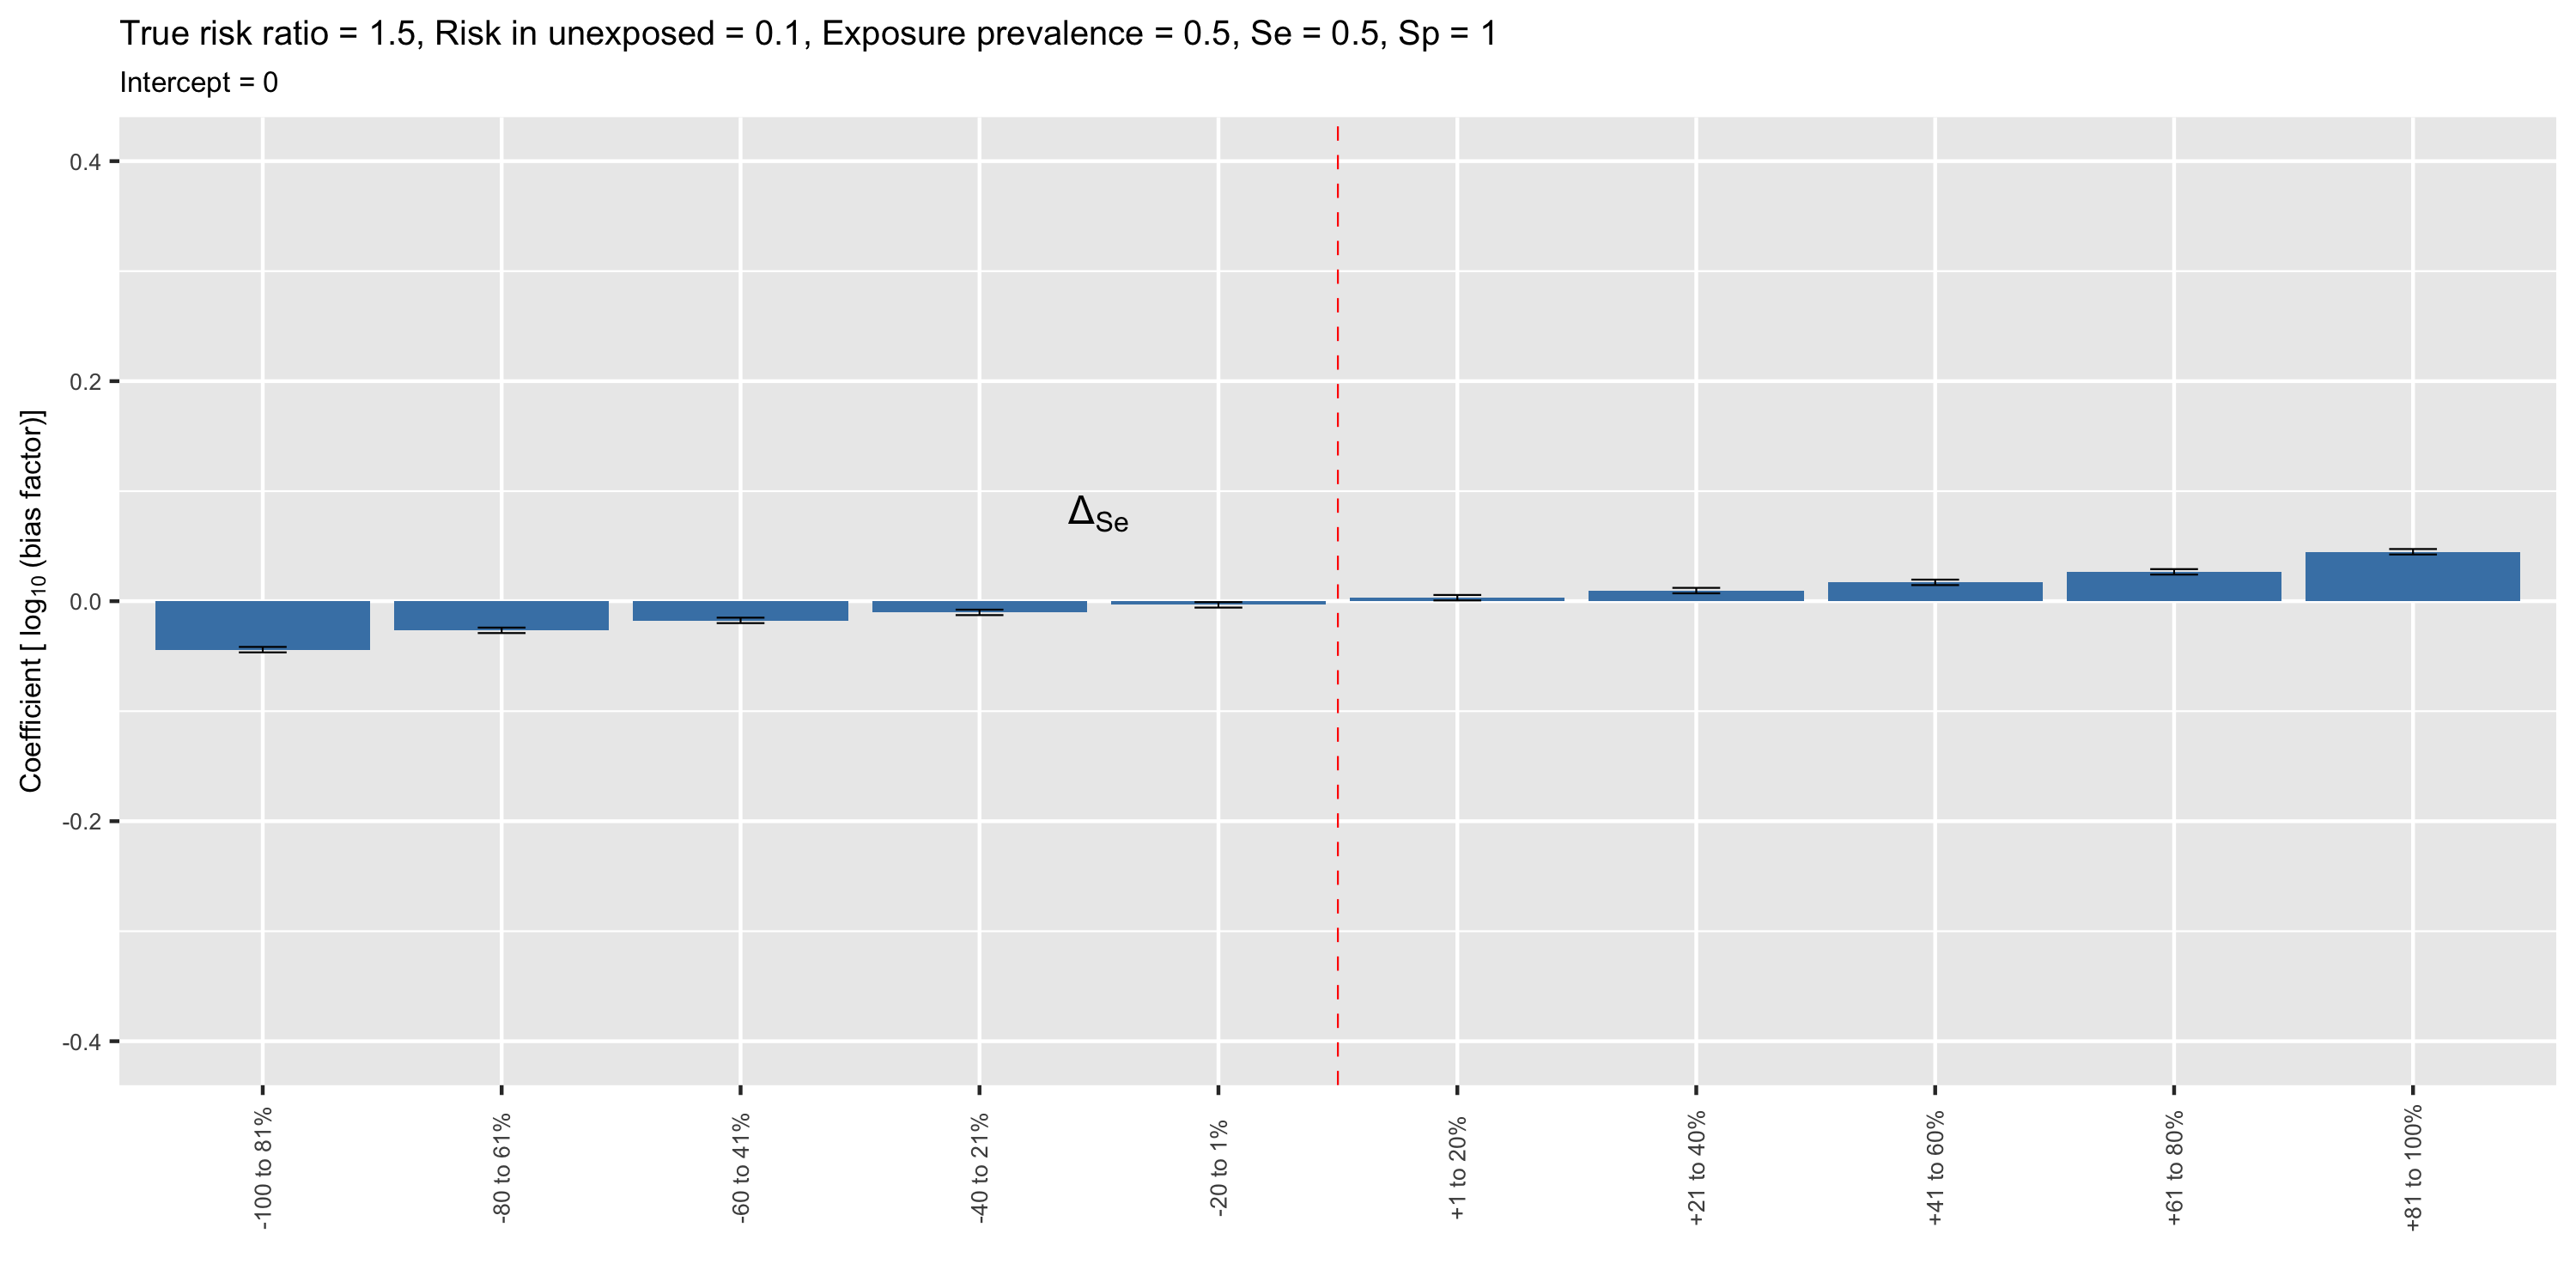 True risk ratio = 1.5, Risk in unexposed = 0.1, Exposure prevalence = 0.5, Se = 0.5, Sp = 1
Intercept = 0
Coefficient [ log₁₀ (bias factor)]
0.4
0.2
0.0
-0.2
-0.4
Δ_Se
-100 to 81%
-80 to 61%
-60 to 41%
-40 to 21%
-20 to 1%
+1 to 20%
+21 to 40%
+41 to 60%
+61 to 80%
+81 to 100%